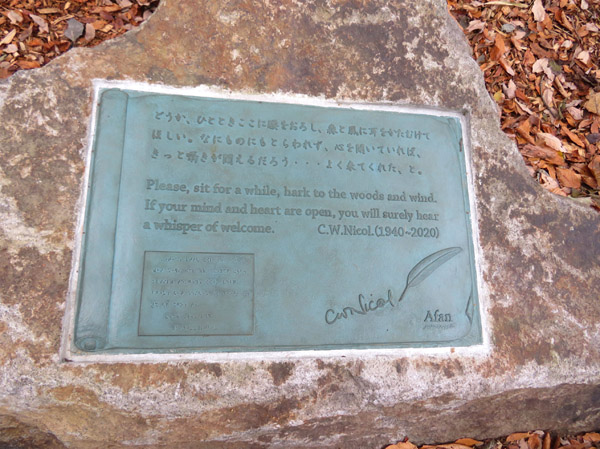 どうか、ひとときここに腰をおろし、森と風に耳をかたむけて
ほしい。なにものにもとらわれず、心を開いていれば、
きっと囁きが聞えるだろう・・・よく来てくれた、と。
Please, sit for a while, hark to the woods and wind.
If your mind and heart are open, you will surely hear
a whisper of welcome. C.W.Nicol.(1940~2020)
CWNicol
Afan